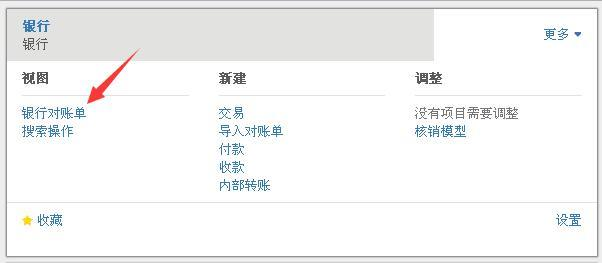 银行
银行
更多
视图
新建
调整
银行对账单
交易
没有项目需要调整
搜索操作
导入对账单
核销模型
付款
收款
内部转账
收藏
设置